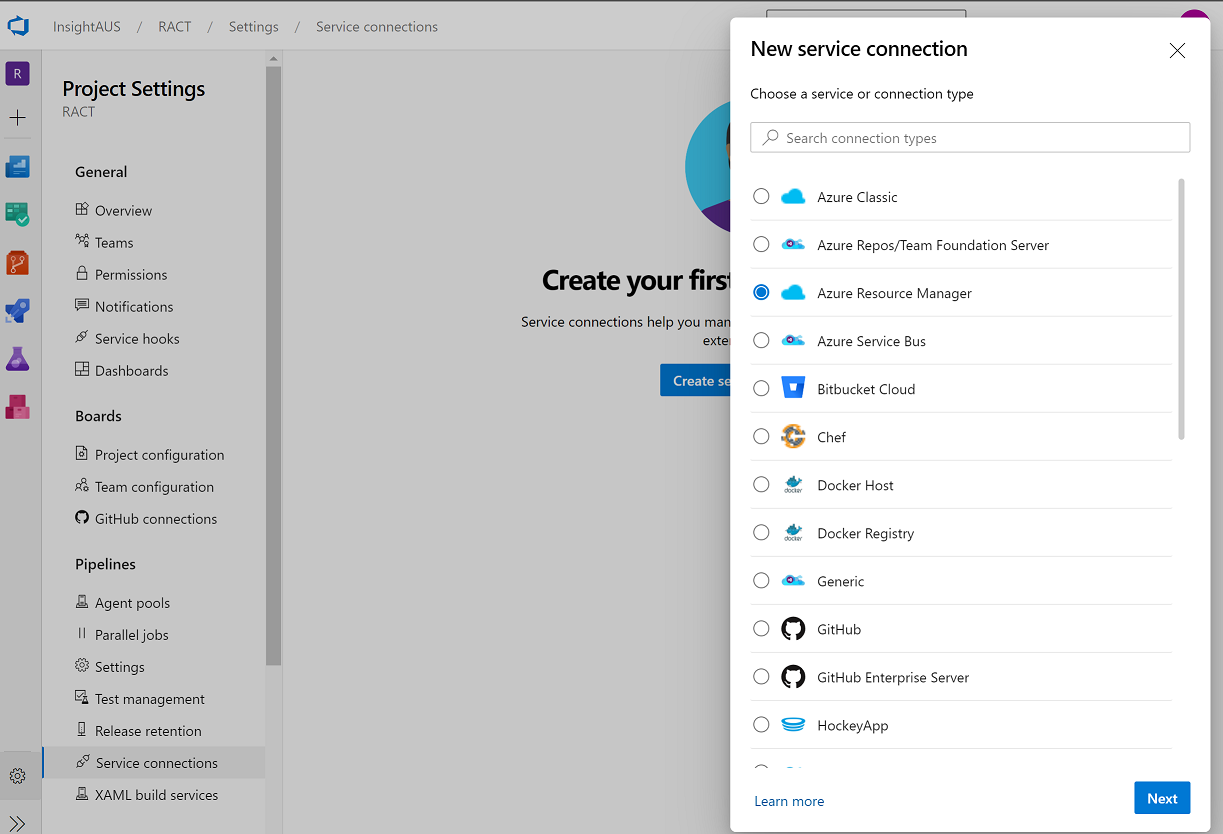 InsightAUS / RACT / Settings / Service connections
R
Project Settings
RACT
General
Overview
Teams
Permissions
Notifications
Service hooks
Dashboards
Boards
Project configuration
Team configuration
GitHub connections
Pipelines
Agent pools
Parallel jobs
Settings
Test management
Release retention
Service connections
XAML build services
Create your first
Service connections help you man
exte
Create se
New service connection
Choose a service or connection type
Search connection types
Azure Classic
Azure Repos/Team Foundation Server
Azure Resource Manager
Azure Service Bus
Bitbucket Cloud
Chef
docker
Docker Host
docker
Docker Registry
Generic
GitHub
GitHub Enterprise Server
HockeyApp
Learn more
Next